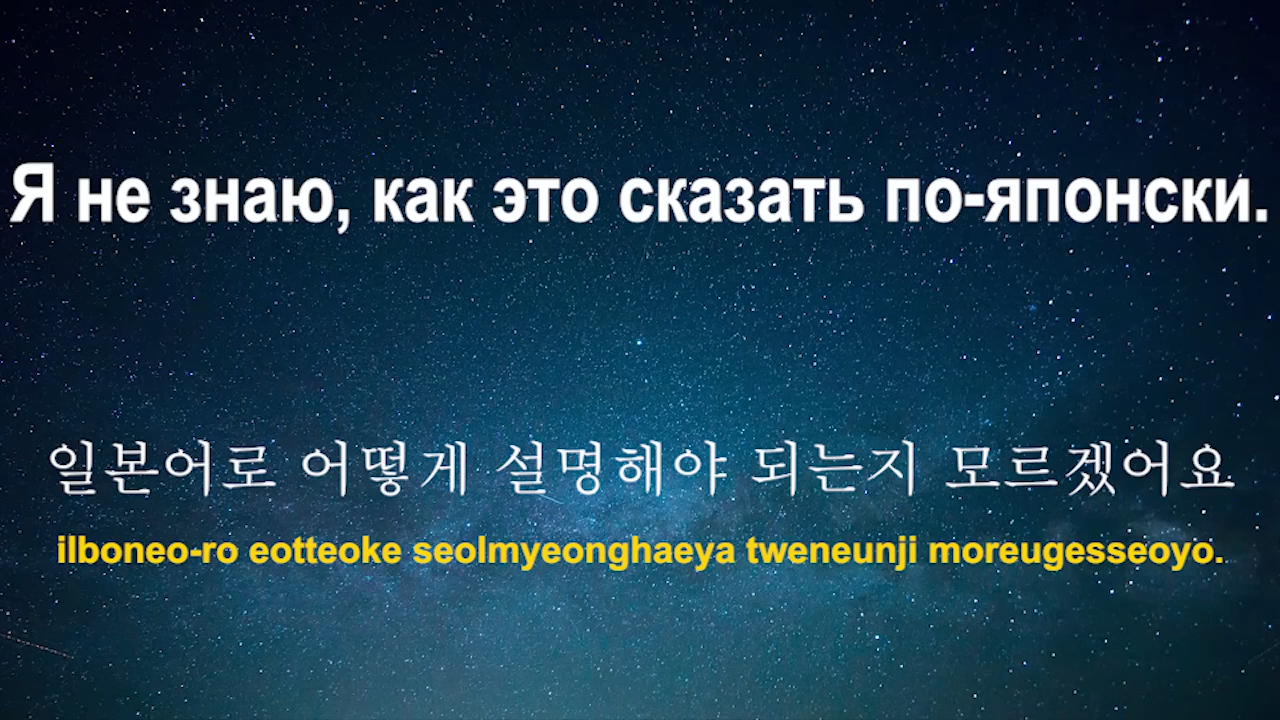 Я не знаю, как это сказать по-японски.
일본어로 어떻게 설명해야 되는지 모르겠어요
ilboneo-ro eotteoke seolmyeonghaeya tweneunji moreugesseoyo.